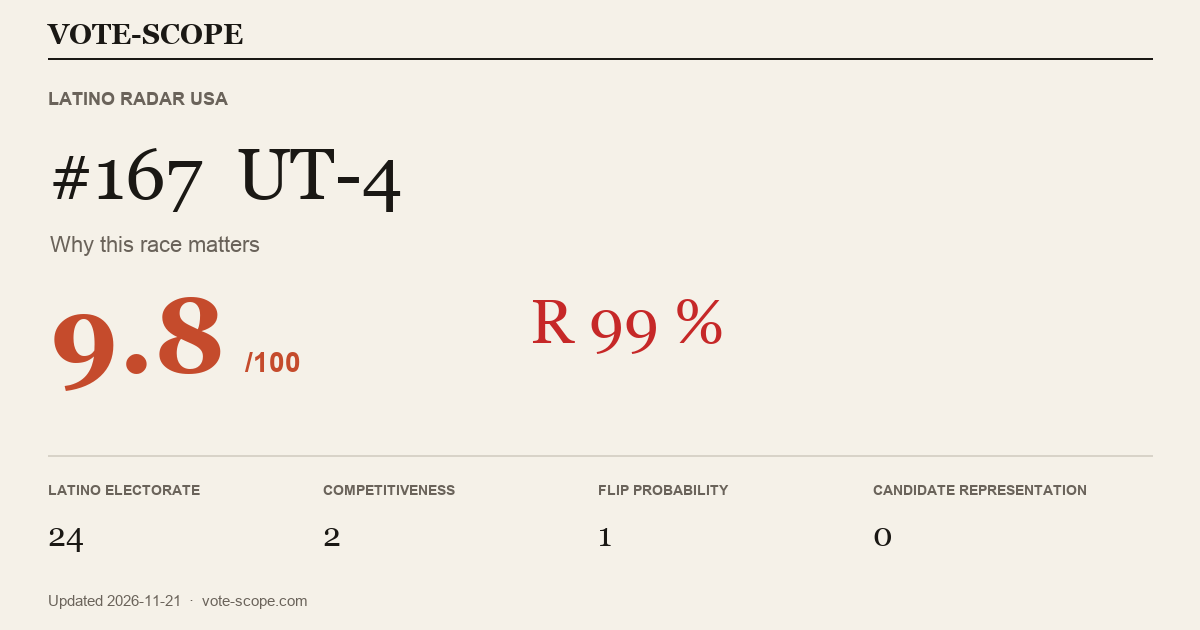 VOTE-SCOPE
LATINO RADAR USA
#167 UT-4
Why this race matters
9.8 /100
R 99 %
LATINO ELECTORATE
COMPETITIVENESS
FLIP PROBABILITY
CANDIDATE REPRESENTATION
24
2
1
0
Updated 2026-11-21 · vote-scope.com